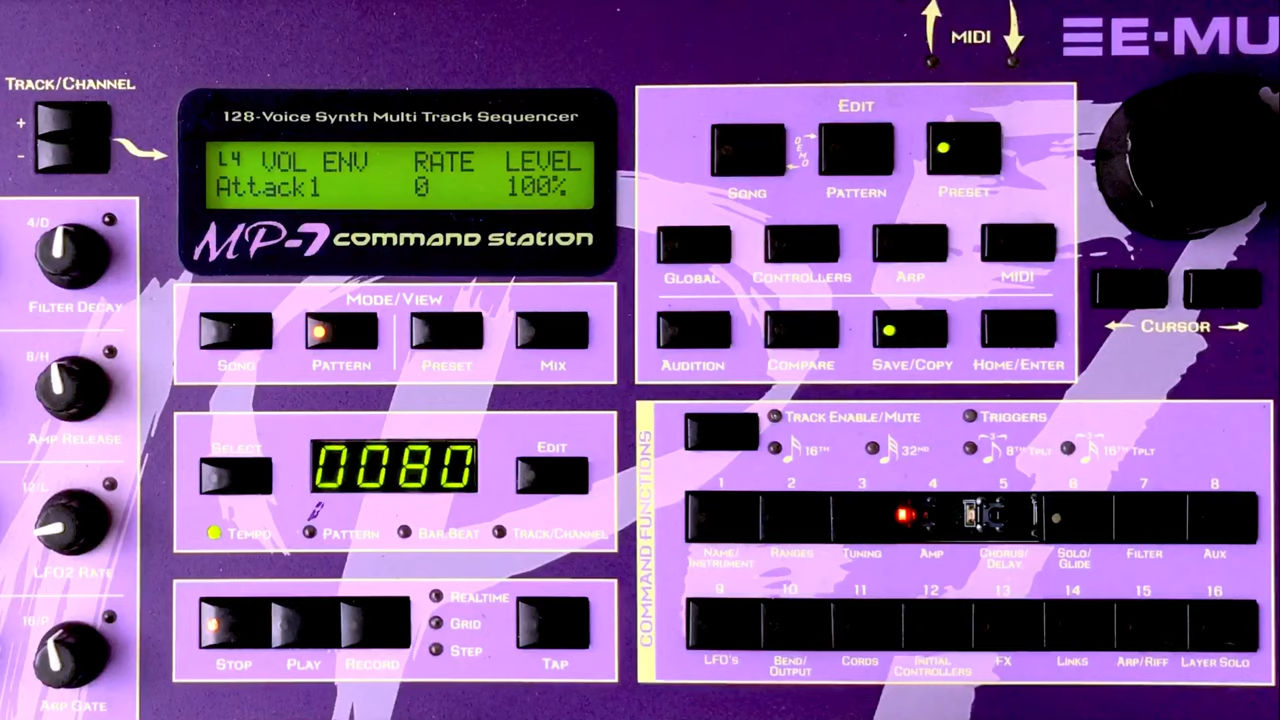 MIDI
E-MU
TRACK/CHANNEL
+
-
128-Voice Synth Multi Track Sequencer
L4 VOL ENV RATE LEVEL
Attack1 0 100%
MP-7 COMMAND STATION
EDIT
DEMO
SONG PATTERN PRESET
GLOBAL CONTROLLERS ARP MIDI
AUDITION COMPARE SAVE/COPY HOME/ENTER
CURSOR
4/D
FILTER DECAY
8/H
AMP RELEASE
12/L
LFO2 RATE
16/P
ARP GATE
MODE/VIEW
SONG PATTERN PRESET MIX
SELECT
0080
EDIT
TEMPO PATTERN BAR BEAT TRACK/CHANNEL
REALTIME
GRID
STEP
STOP PLAY RECORD TAP
COMMAND FUNCTIONS
TRACK ENABLE/MUTE TRIGGERS
16TH 32ND 3 8TH TPLT 3 16TH TPLT
1 2 3 4 5 6 7 8
NAME/INSTRUMENT RANGES TUNING AMP CHORUS/DELAY SOLO/GLIDE FILTER AUX
9 10 11 12 13 14 15 16
LFO'S BEND/OUTPUT CORDS INITIAL CONTROLLERS FX LINKS ARP/RIFF LAYER SOLO